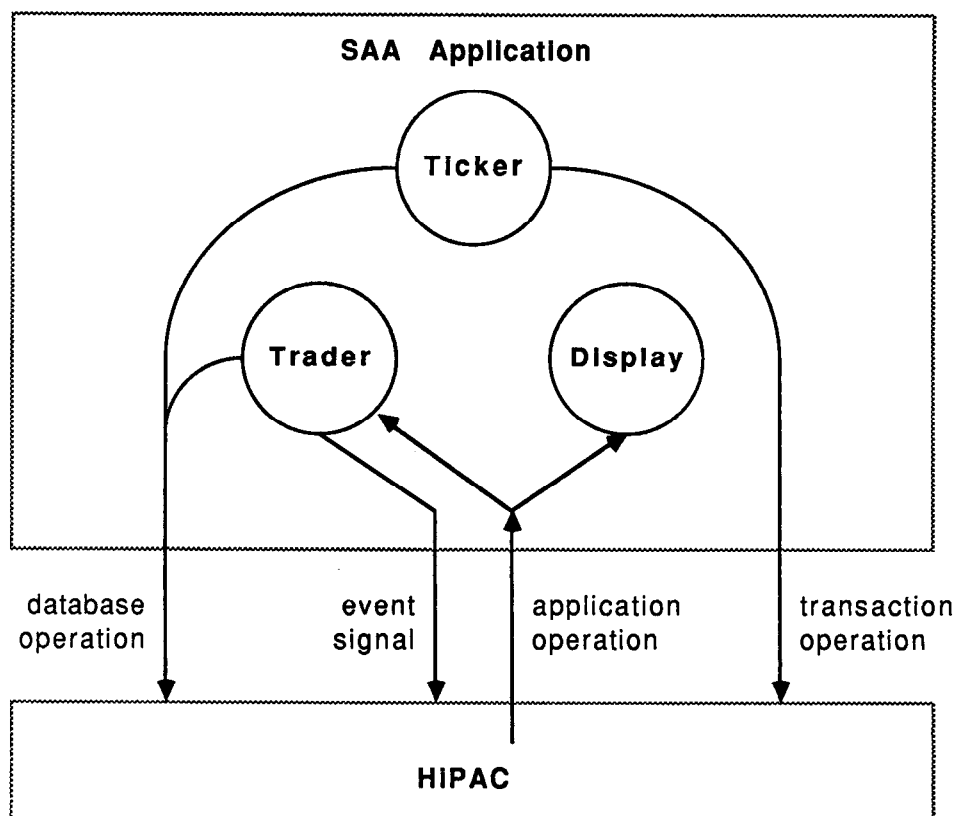 SAA Application
Ticker
Trader
Display
database
operation
event
signal
application
operation
transaction
operation
HiPAC